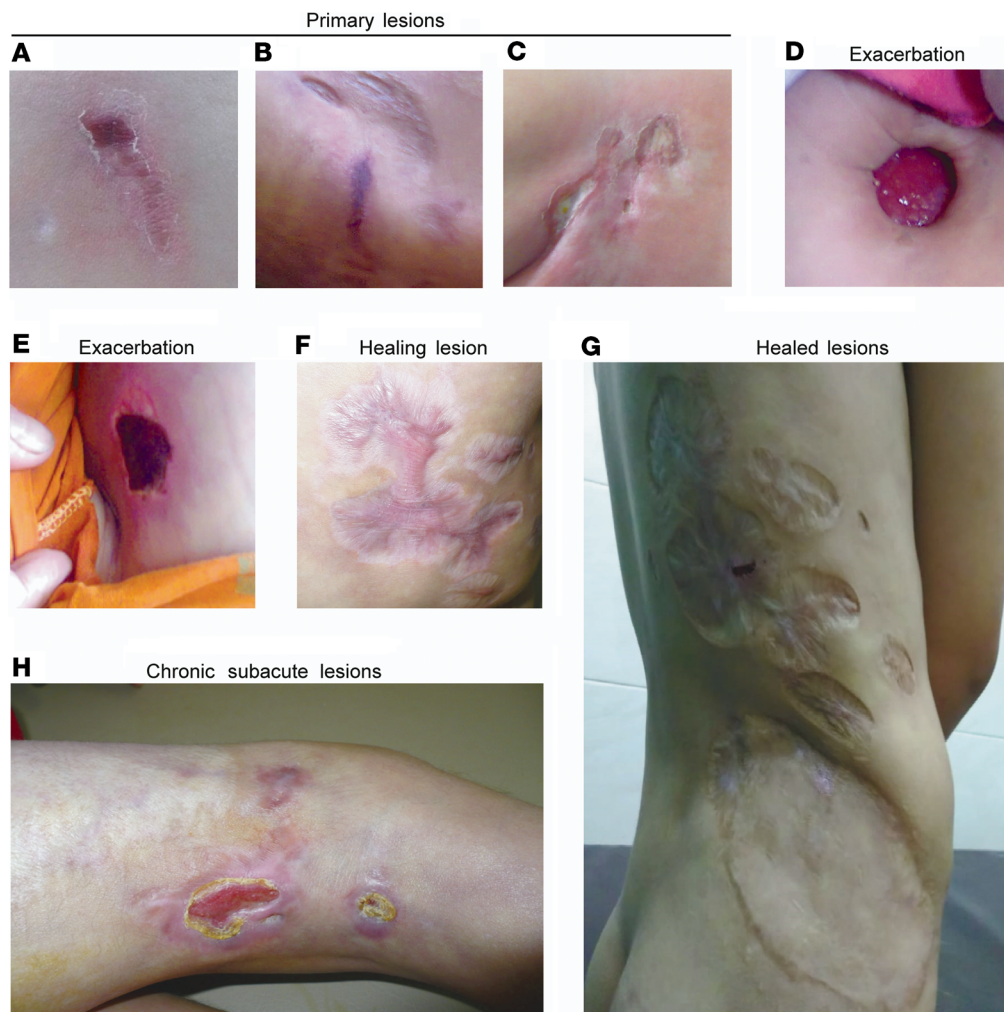 Primary lesions
A
B
C
D
Exacerbation
E
Exacerbation
F
Healing lesion
G
Healed lesions
H
Chronic subacute lesions